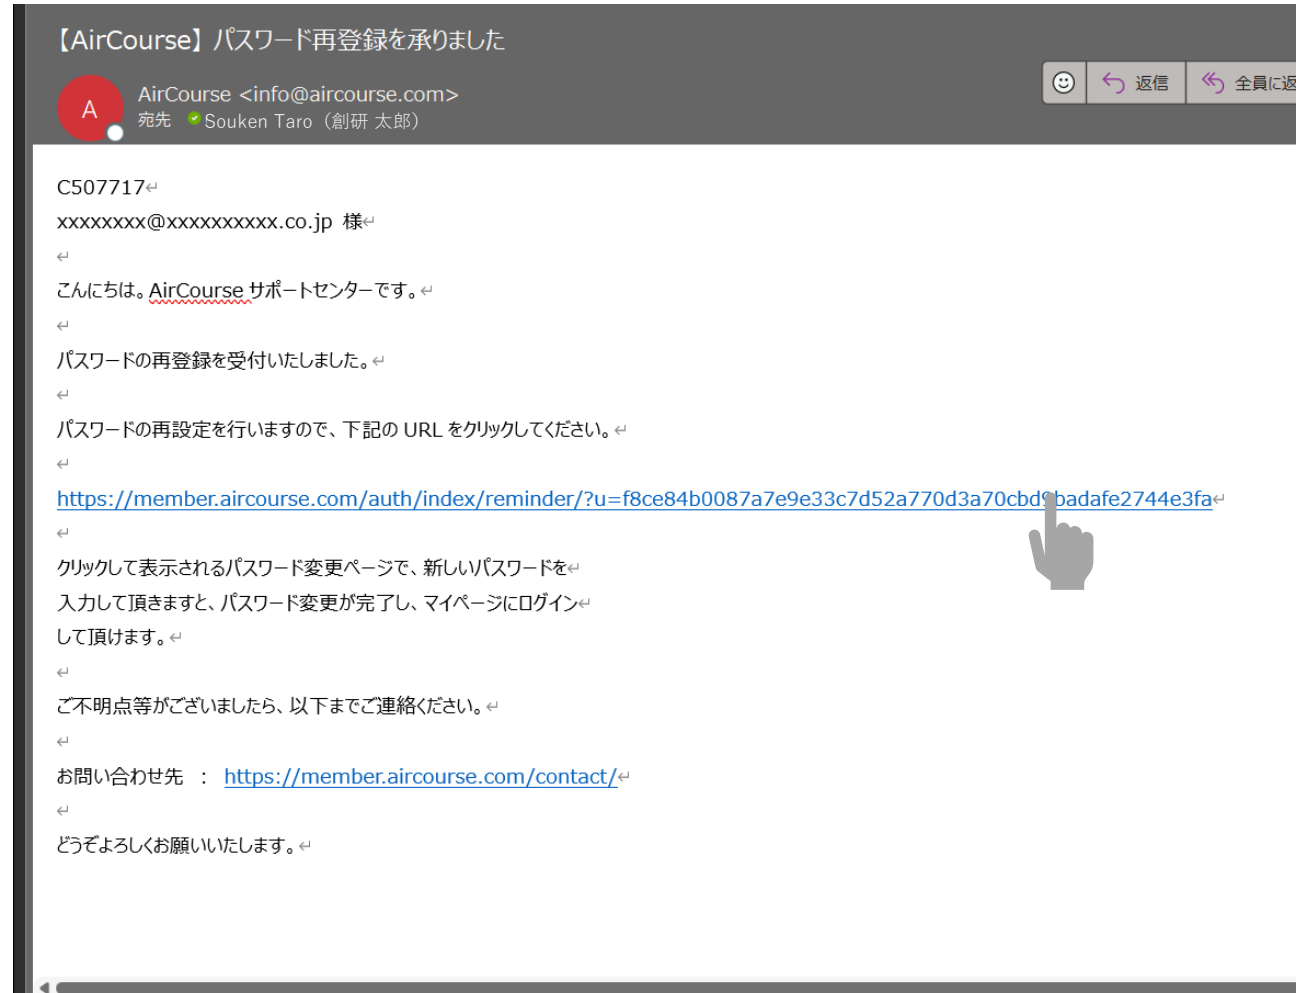 【AirCourse】パスワード再登録を承りました
A
AirCourse <info@aircourse.com>
宛先 Souken Taro（創研 太郎）
返信
全員に返
C507717↵
xxxxxxxx@xxxxxxxxxx.co.jp 様↵
↵
こんにちは。AirCourse サポートセンターです。↵
↵
パスワードの再登録を受付いたしました。↵
↵
パスワードの再設定を行いますので、下記の URL をクリックしてください。↵
↵
https://member.aircourse.com/auth/index/reminder/?u=f8ce84b0087a7e9e33c7d52a770d3a70cbd9badafe2744e3fa↵
↵
クリックして表示されるパスワード変更ページで、新しいパスワードを↵
入力して頂きますと、パスワード変更が完了し、マイページにログイン↵
して頂けます。↵
↵
ご不明点等がございましたら、以下までご連絡ください。↵
↵
お問い合わせ先 ： https://member.aircourse.com/contact/↵
↵
どうぞよろしくお願いいたします。↵